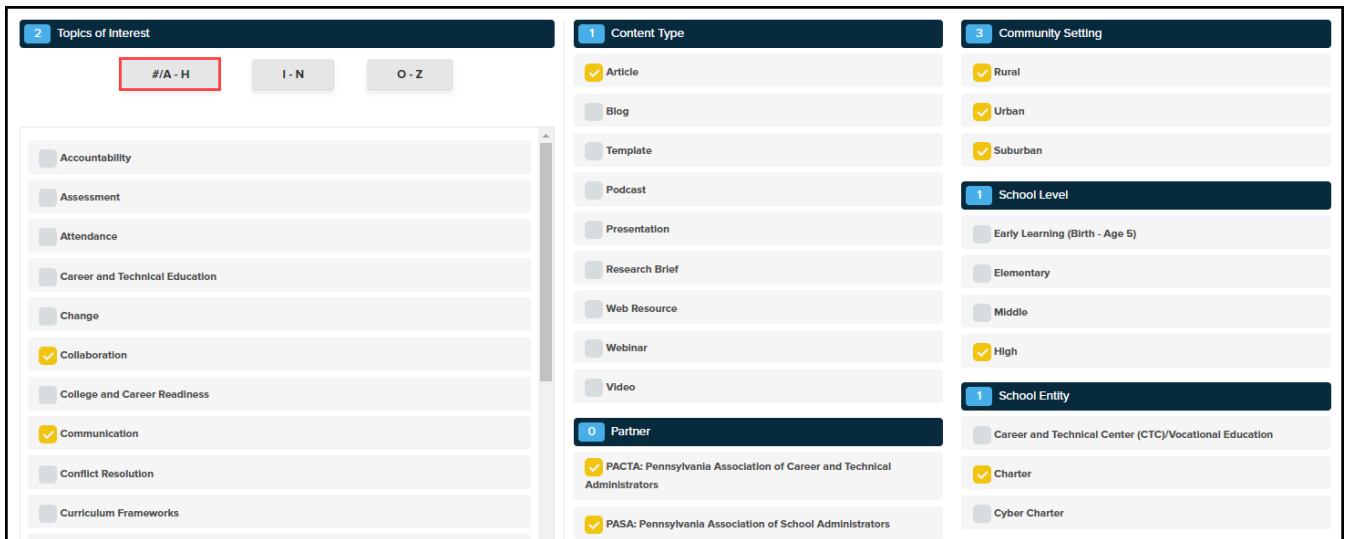 2 Topics of Interest
#/A - H
I - N
O - Z
Accountability
Assessment
Attendance
Career and Technical Education
Change
Collaboration
College and Career Readiness
Communication
Conflict Resolution
Curriculum Frameworks
1 Content Type
Article
Blog
Template
Podcast
Presentation
Research Brief
Web Resource
Webinar
Video
0 Partner
PACTA: Pennsylvania Association of Career and Technical
Administrators
PASA: Pennsylvania Association of School Administrators
3 Community Setting
Rural
Urban
Suburban
1 School Level
Early Learning (Birth - Age 5)
Elementary
Middle
High
1 School Entity
Career and Technical Center (CTC)/Vocational Education
Charter
Cyber Charter